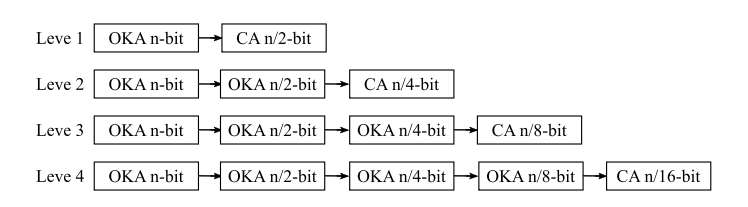 Leve 1 OKA n-bit CA n/2-bit
Leve 2 OKA n-bit OKA n/2-bit CA n/4-bit
Leve 3 OKA n-bit OKA n/2-bit OKA n/4-bit CA n/8-bit
Leve 4 OKA n-bit OKA n/2-bit OKA n/4-bit OKA n/8-bit CA n/16-bit